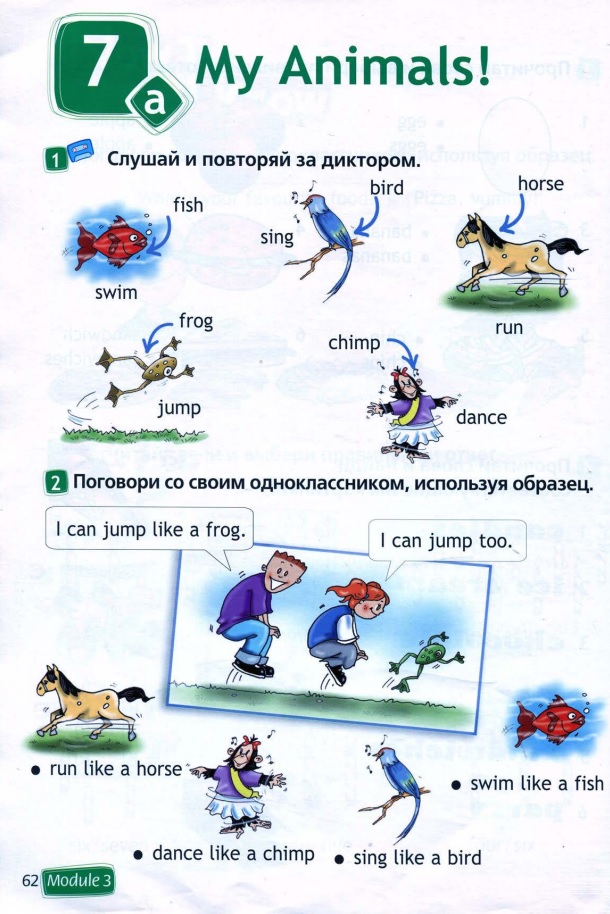 7
a
My Animals!
1 Слушай и повторяй за диктором.
fish
swim
bird
sing
horse
run
frog
jump
chimp
dance
2 Поговори со своим одноклассником, используя образец.
I can jump like a frog.
I can jump too.
• run like a horse
• swim like a fish
• dance like a chimp
• sing like a bird
62 Module 3